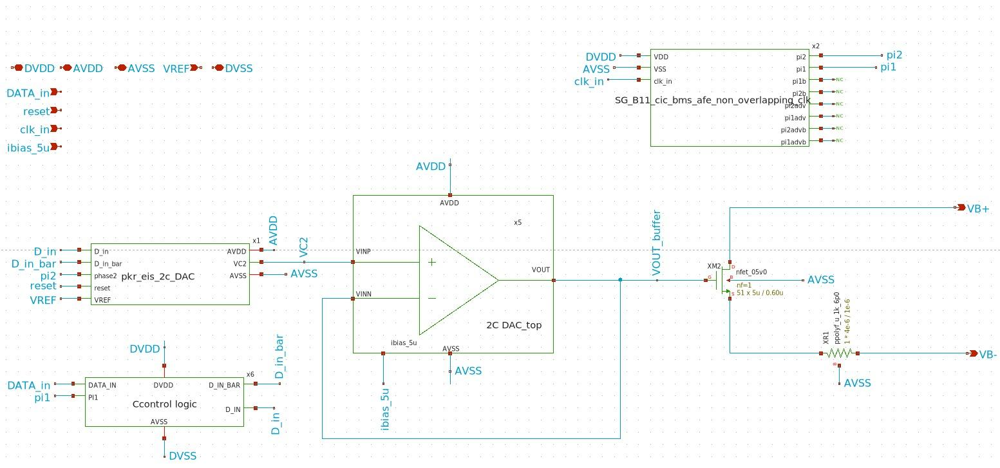 DVDD AVDD AVSS VREF DVSS
DATA_in
reset
clk_in
ibias_5u
x2
DVDD VDD pi2 pi2
AVSS VSS pi1 pi1
clk_in clk_in pi1b NC
pi2b NC
SG_B11_cic_bms_afe_non_overlapping_clk
pi2adv NC
pi1adv NC
pi2advb NC
pi1advb NC
AVDD
AVDD
x5
VINP
VINN
VOUT
2C DAC_top
ibias_5u
AVSS
AVSS
ibias_5u
x1
AVDD
VC2
D_in D_in AVDD
D_in_bar D_in_bar VC2
pi2 phase2 pkr_eis_2c_DAC AVSS AVSS
reset reset
VREF VREF
VOUT_buffer
VB+
XM2
D
G
B
S
nfet_05v0
nf=1
51 x 5u / 0.60u
AVSS
XR1
ppolyf_u_1k_6p0
1 * 4e-6 / 1e-6
B
AVSS
VB-
DVDD
x6
D_in_bar
DATA_in DATA_IN DVDD D_IN_BAR
pi1 PI1
Ccontrol logic
D_IN
D_in
AVSS
DVSS